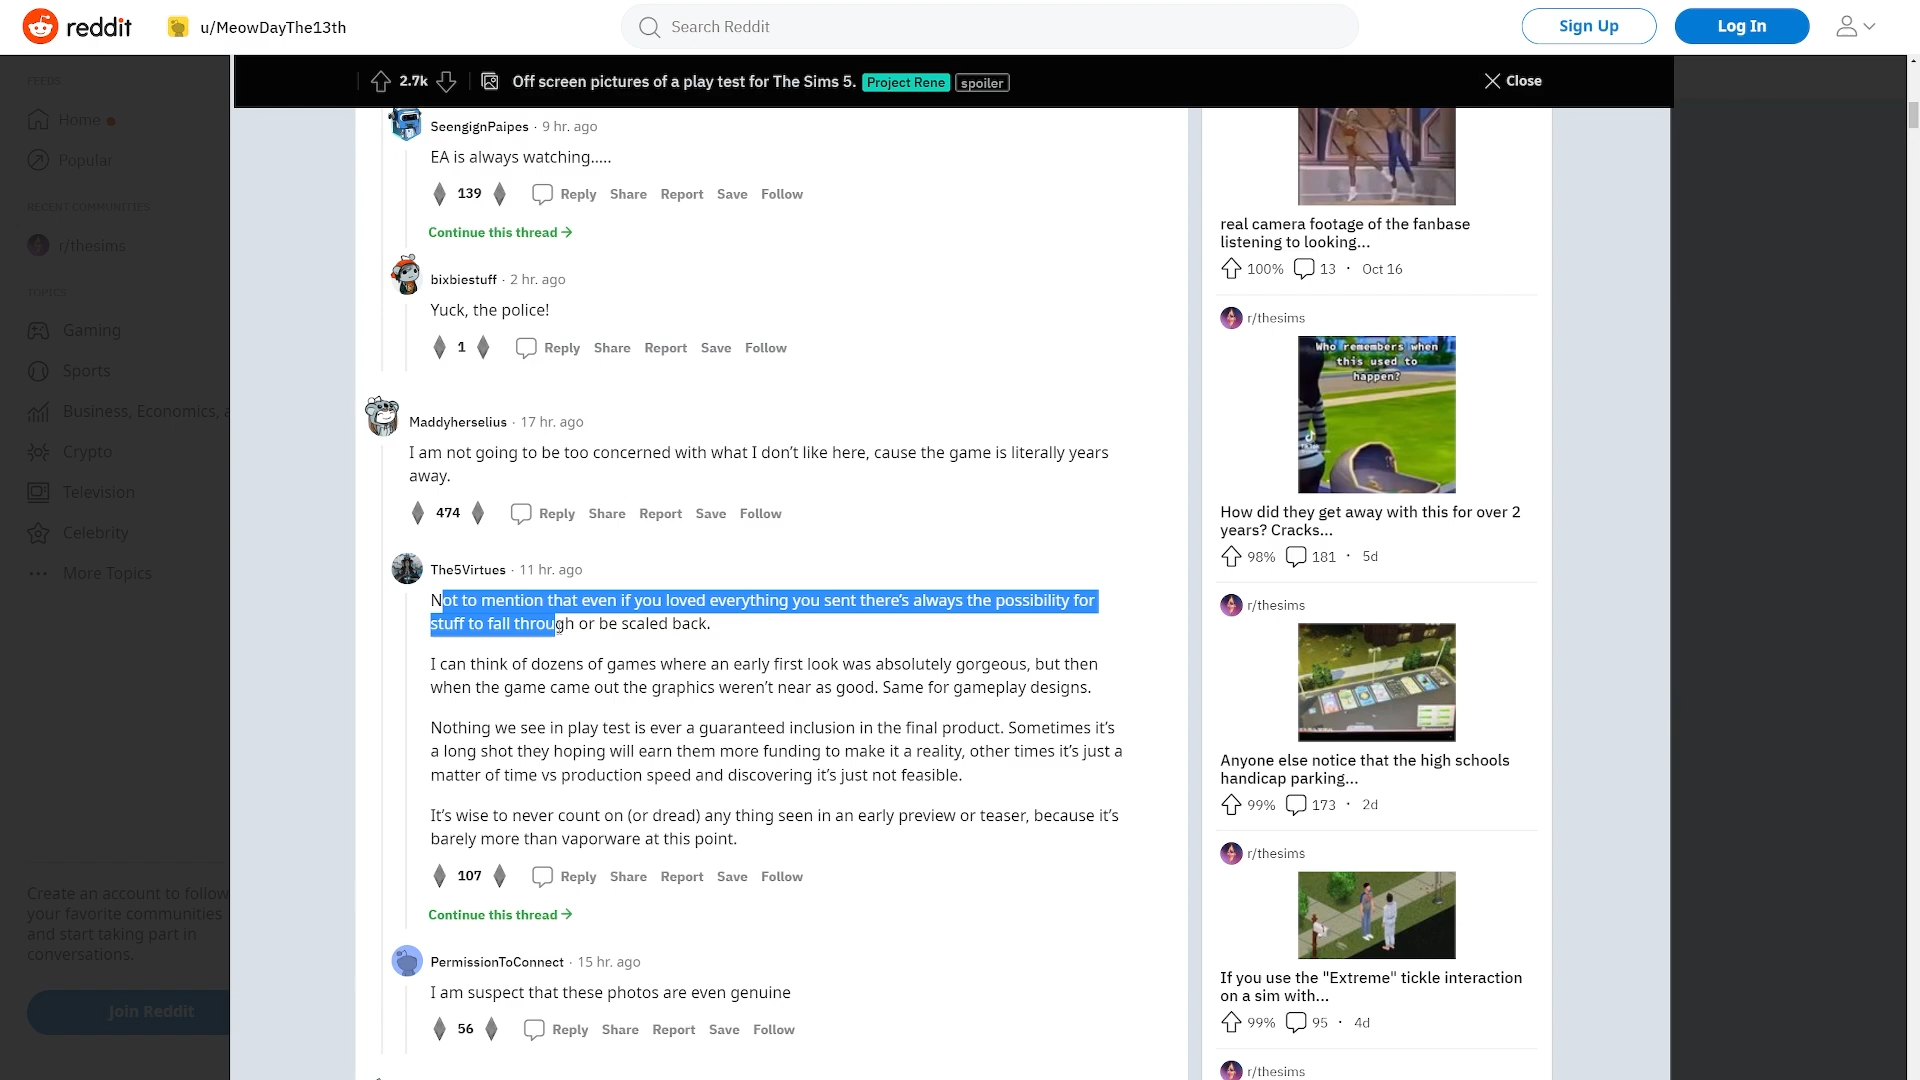 reddit
u/MeowDayThe13th
Search Reddit
Sign Up
Log In
FEEDS
Home
Popular
RECENT COMMUNITIES
r/thesims
TOPICS
Gaming
Sports
Business, Economics, a
Crypto
Television
Celebrity
More Topics
Create an account to follow
your favorite communities
and start taking part in
conversations.
Join Reddit
2.7k
Off screen pictures of a play test for The Sims 5. Project Rene spoiler
Close
SeengignPaipes · 9 hr. ago
EA is always watching.....
139 Reply Share Report Save Follow
Continue this thread →
bixbiestuff · 2 hr. ago
Yuck, the police!
1 Reply Share Report Save Follow
Maddyherselius · 17 hr. ago
I am not going to be too concerned with what I don’t like here, cause the game is literally years
away.
474 Reply Share Report Save Follow
The5Virtues · 11 hr. ago
Not to mention that even if you loved everything you sent there’s always the possibility for
stuff to fall through or be scaled back.
I can think of dozens of games where an early first look was absolutely gorgeous, but then
when the game came out the graphics weren’t near as good. Same for gameplay designs.
Nothing we see in play test is ever a guaranteed inclusion in the final product. Sometimes it’s
a long shot they hoping will earn them more funding to make it a reality, other times it’s just a
matter of time vs production speed and discovering it’s just not feasible.
It’s wise to never count on (or dread) any thing seen in an early preview or teaser, because it’s
barely more than vaporware at this point.
107 Reply Share Report Save Follow
Continue this thread →
PermissionToConnect · 15 hr. ago
I am suspect that these photos are even genuine
56 Reply Share Report Save Follow
real camera footage of the fanbase
listening to looking...
100% 13 · Oct 16
r/thesims
Who remembers when
this used to
happen?
How did they get away with this for over 2
years? Cracks...
98% 181 · 5d
r/thesims
Anyone else notice that the high schools
handicap parking...
99% 173 · 2d
r/thesims
If you use the "Extreme" tickle interaction
on a sim with...
99% 95 · 4d
r/thesims